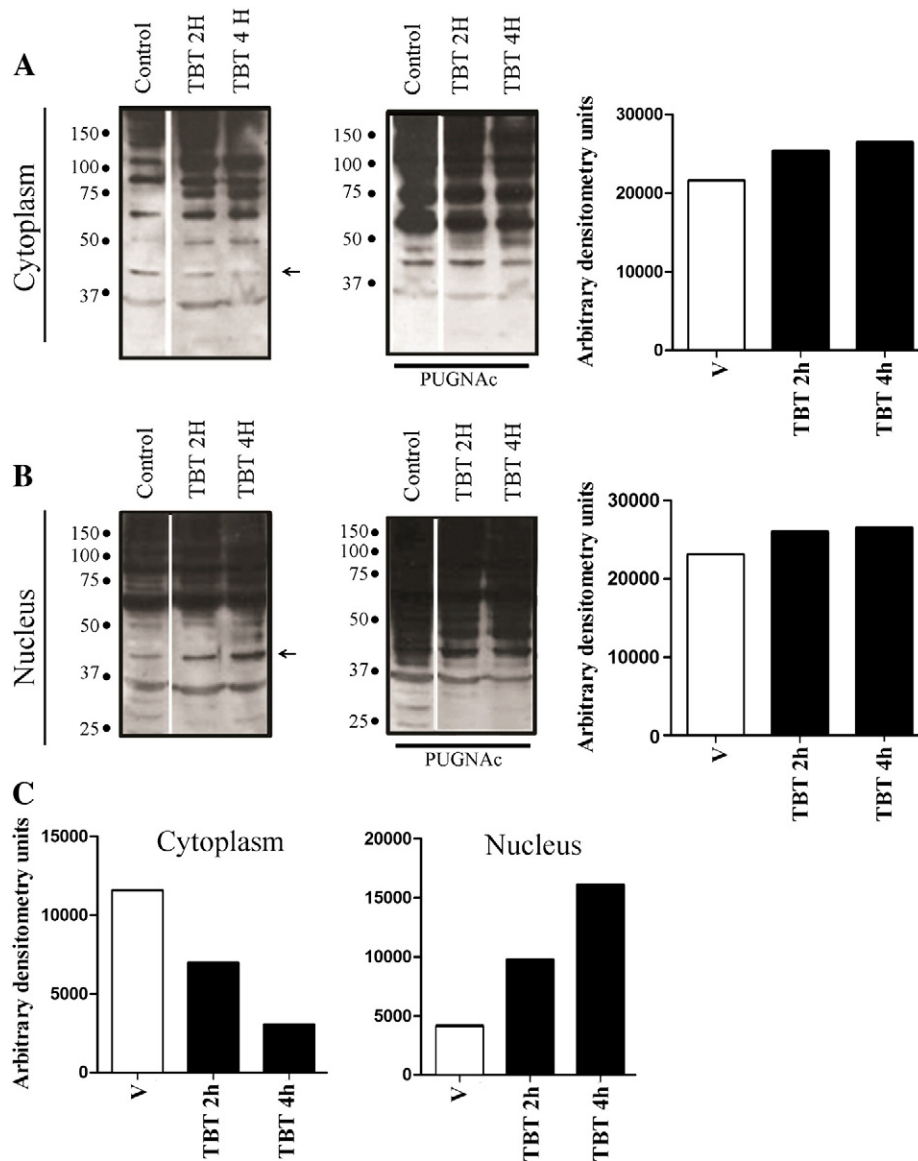 A
Control
TBT 2H
TBT 4 H
Cytoplasm
150
100
75
50
37
Control
TBT 2H
TBT 4H
150
100
75
50
37
PUGNAc
Arbitrary densitometry units
30000
20000
10000
0
V
TBT 2h
TBT 4h
B
Control
TBT 2H
TBT 4H
Nucleus
150
100
75
50
37
25
Control
TBT 2H
TBT 4H
150
100
75
50
37
25
PUGNAc
Arbitrary densitometry units
30000
20000
10000
0
V
TBT 2h
TBT 4h
C
Cytoplasm
Arbitrary densitometry units
15000
10000
5000
0
V
TBT 2h
TBT 4h
Nucleus
Arbitrary densitometry units
20000
15000
10000
5000
0
V
TBT 2h
TBT 4h